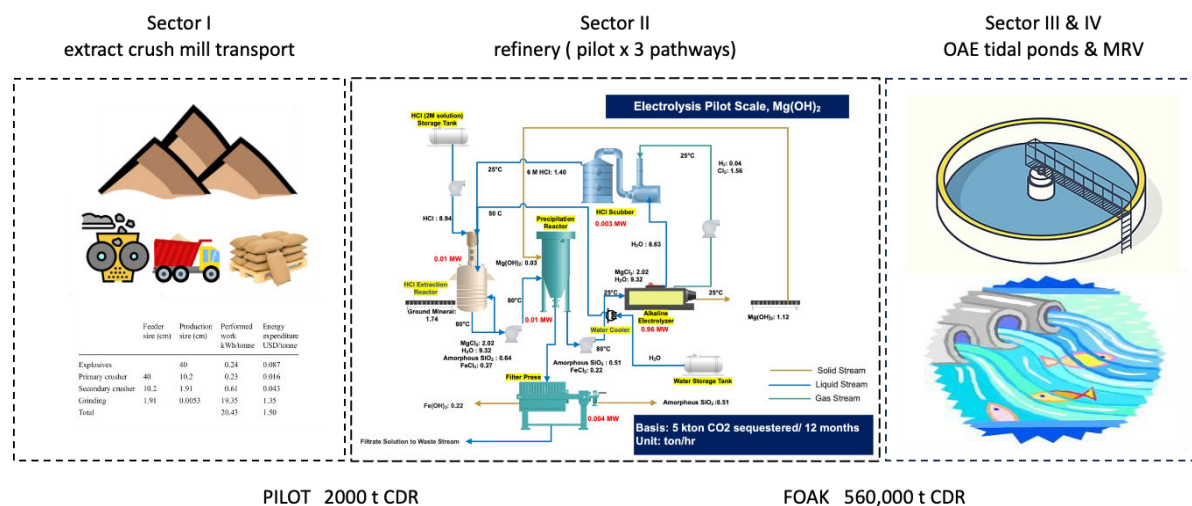 Sector I
extract crush mill transport
Sector II
refinery ( pilot x 3 pathways)
Sector III & IV
OAE tidal ponds & MRV
Feeder size (cm) Production size (cm) Performed work kWh/tonne Energy expenditure USD/tonne
Explosives 40 0.24 0.087
Primary crusher 40 10.2 0.23 0.016
Secondary crusher 10.2 1.91 0.61 0.043
Grinding 1.91 0.0053 19.35 1.35
Total 20.43 1.50
Electrolysis Pilot Scale, Mg(OH)₂
HCl (2M solution)
Storage Tank
25°C
6 M HCl: 1.40
25°C
H₂: 0.04
Cl₂: 1.56
50 C
HCl : 8.94
Precipitation
Reactor
HCl Scubber
0.003 MW
0.01 MW
Mg(OH)₂: 0.03
H₂O : 8.63
HCl Extraction
Reactor
MgCl₂: 2.02
H₂O: 9.32
80°C
25°C
25°C
Ground Mineral:
1.74
0.01 MW
Alkaline
Electrolyzer
0.96 MW
Water Cooler
Mg(OH)₂: 1.12
80°C
80°C
MgCl₂: 2.02
H₂O : 9.32
Amorphous SiO₂ : 0.64
FeCl₂: 0.27
Amorphous SiO₂ : 0.51
FeCl₂: 0.22
H₂O
Water Storage Tank
Filter Press
Fe(OH)₂: 0.22
Amorphous SiO₂ :0.51
0.004 MW
Filtrate Solution to Waste Stream
Solid Stream
Liquid Stream
Gas Stream
Basis: 5 kton CO2 sequestered/ 12 months
Unit: ton/hr
PILOT 2000 t CDR
FOAK 560,000 t CDR